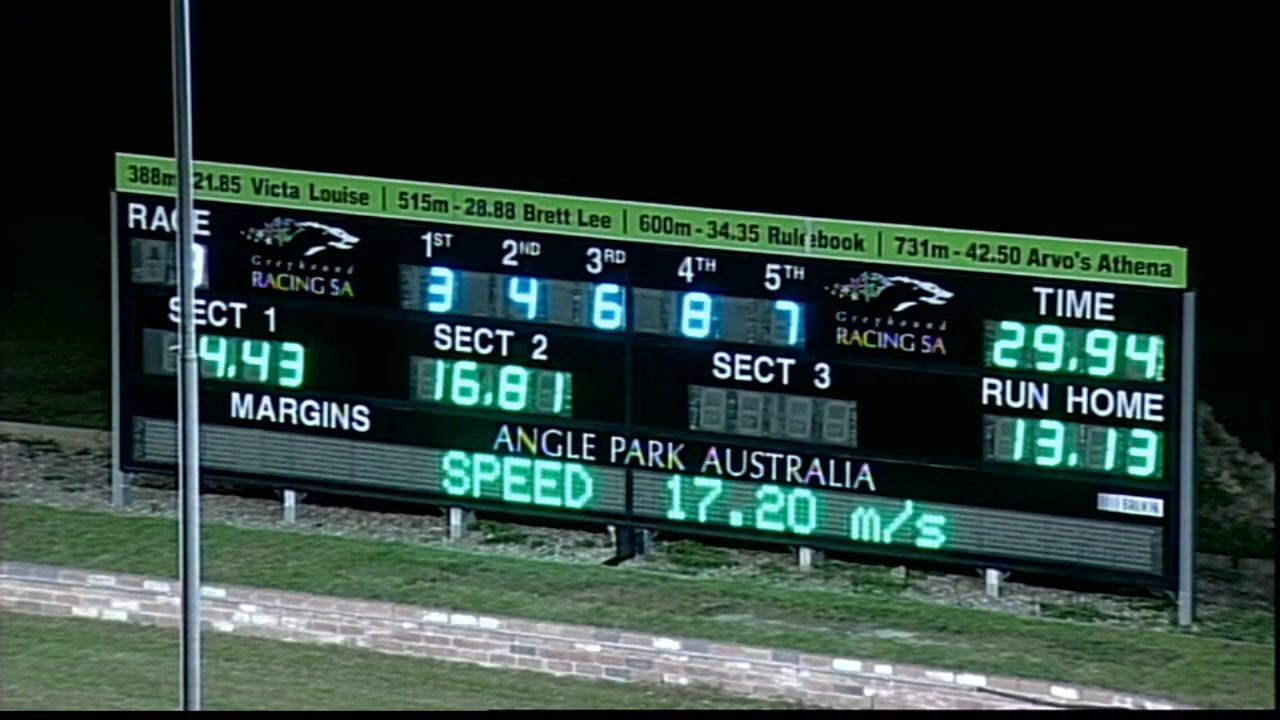 388m 21.85 Victa Louise | 515m - 28.88 Brett Lee | 600m - 34.35 Rulebook | 731m - 42.50 Arvo's Athena
RACE
Greyhound
RACING SA
1ST 2ND 3RD 4TH 5TH
3 4 6 8 7
Greyhound
RACING SA
TIME
29.94
SECT 1
4.43
SECT 2
16.81
SECT 3
RUN HOME
13.13
MARGINS
ANGLE PARK AUSTRALIA
SPEED 17.20 m/s